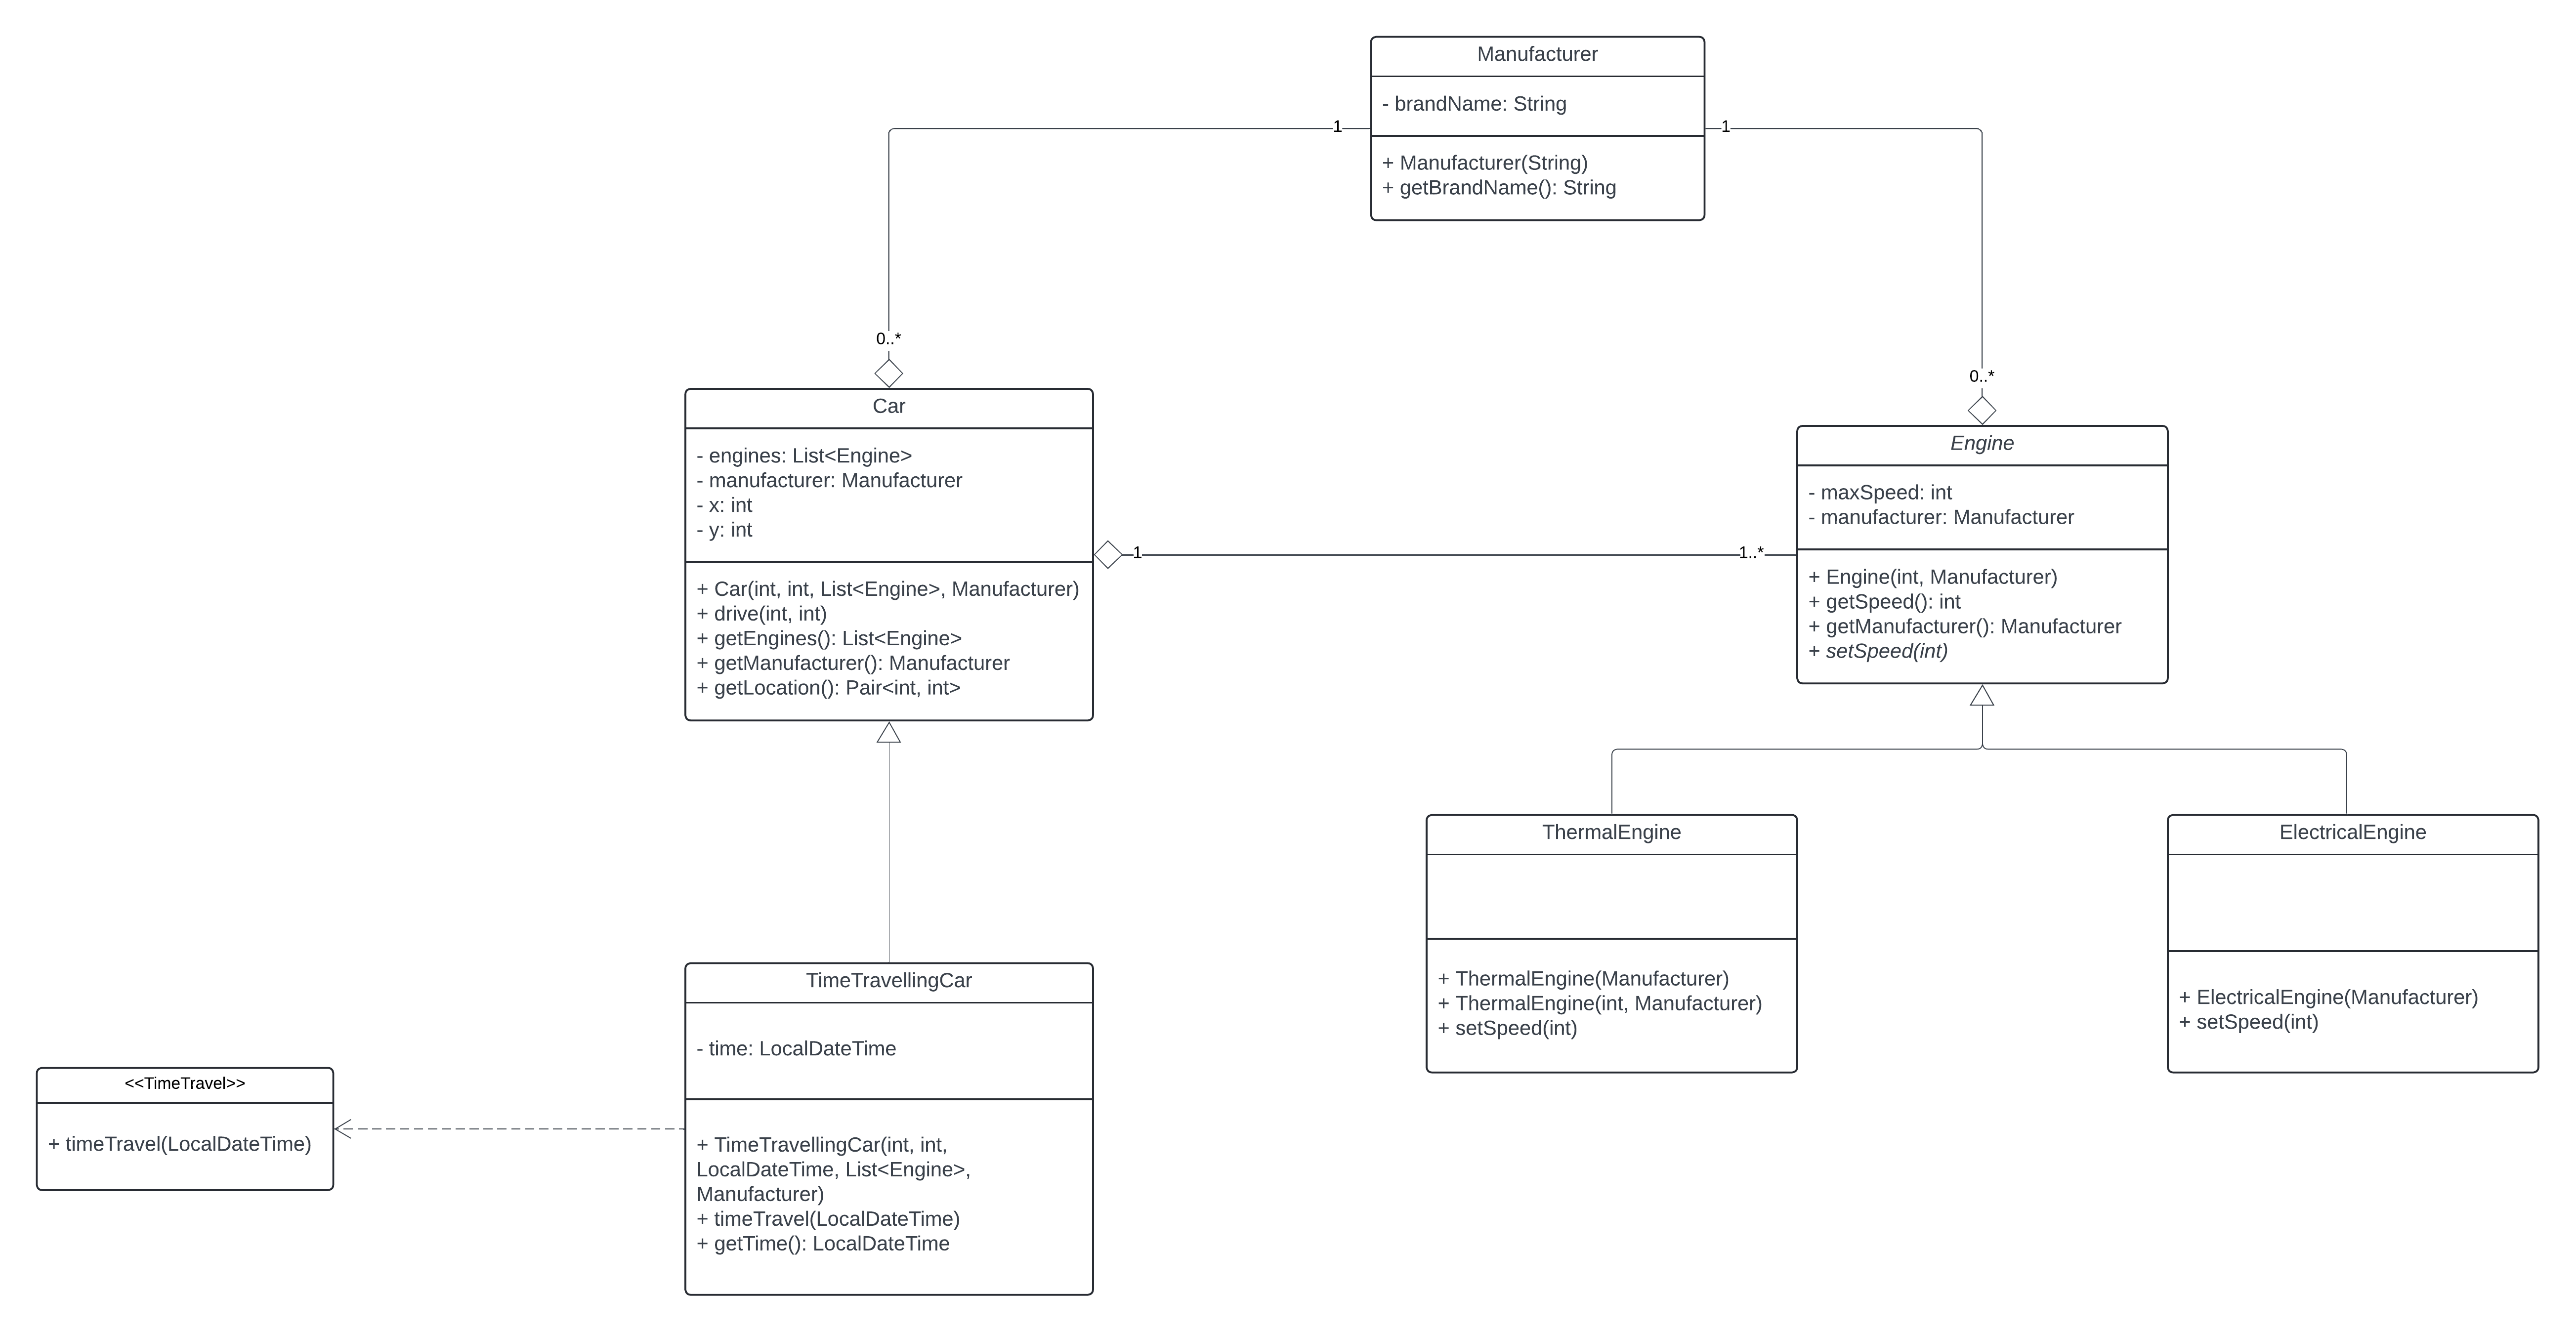 Manufacturer
- brandName: String
+ Manufacturer(String)
+ getBrandName(): String
1
1
0..*
0..*
Car
- engines: List<Engine>
- manufacturer: Manufacturer
- x: int
- y: int
+ Car(int, int, List<Engine>, Manufacturer)
+ drive(int, int)
+ getEngines(): List<Engine>
+ getManufacturer(): Manufacturer
+ getLocation(): Pair<int, int>
1
1..*
Engine
- maxSpeed: int
- manufacturer: Manufacturer
+ Engine(int, Manufacturer)
+ getSpeed(): int
+ getManufacturer(): Manufacturer
+ setSpeed(int)
ThermalEngine
+ ThermalEngine(Manufacturer)
+ ThermalEngine(int, Manufacturer)
+ setSpeed(int)
ElectricalEngine
+ ElectricalEngine(Manufacturer)
+ setSpeed(int)
TimeTravellingCar
- time: LocalDateTime
+ TimeTravellingCar(int, int,
LocalDateTime, List<Engine>,
Manufacturer)
+ timeTravel(LocalDateTime)
+ getTime(): LocalDateTime
<<TimeTravel>>
+ timeTravel(LocalDateTime)